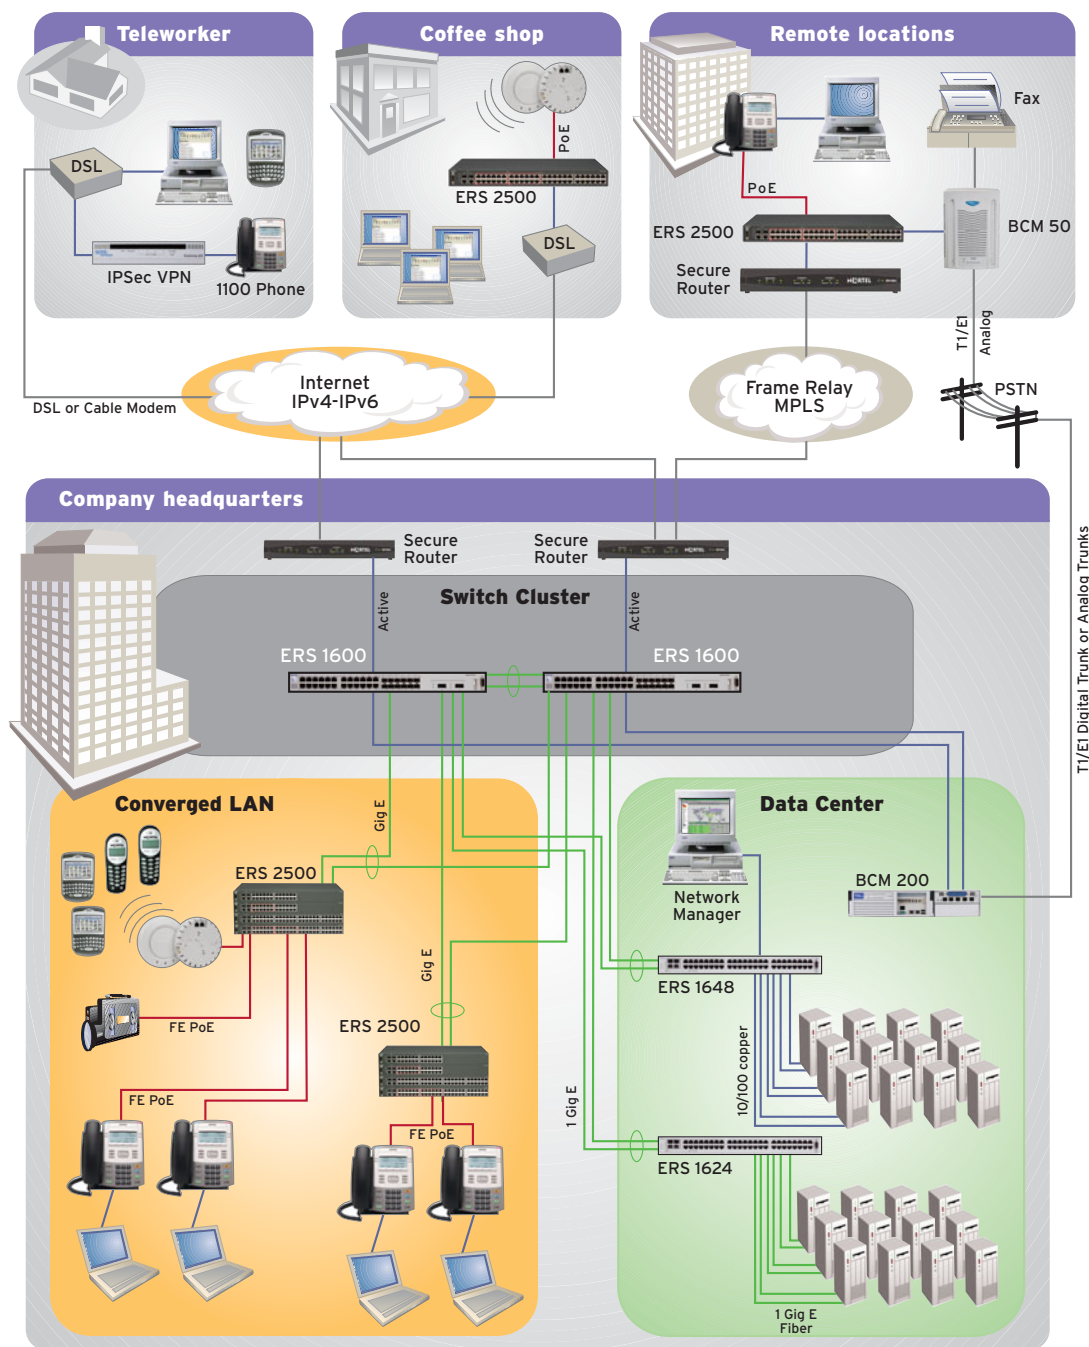 Teleworker
DSL
IPSec VPN
1100 Phone
Coffee shop
PoE
ERS 2500
DSL
Remote locations
Fax
PoE
ERS 2500
BCM 50
Secure
Router
NORTEL
T1/E1
Analog
Internet
IPv4-IPv6
DSL or Cable Modem
Frame Relay
MPLS
PSTN
T1/E1 Digital Trunk or Analog Trunks
Company headquarters
Secure
Router
Secure
Router
Switch Cluster
Active
Active
ERS 1600
ERS 1600
Converged LAN
Gig E
ERS 2500
FE PoE
FE PoE
Gig E
ERS 2500
FE PoE
1 Gig E
Data Center
Network
Manager
BCM 200
ERS 1648
10/100 copper
ERS 1624
1 Gig E
Fiber